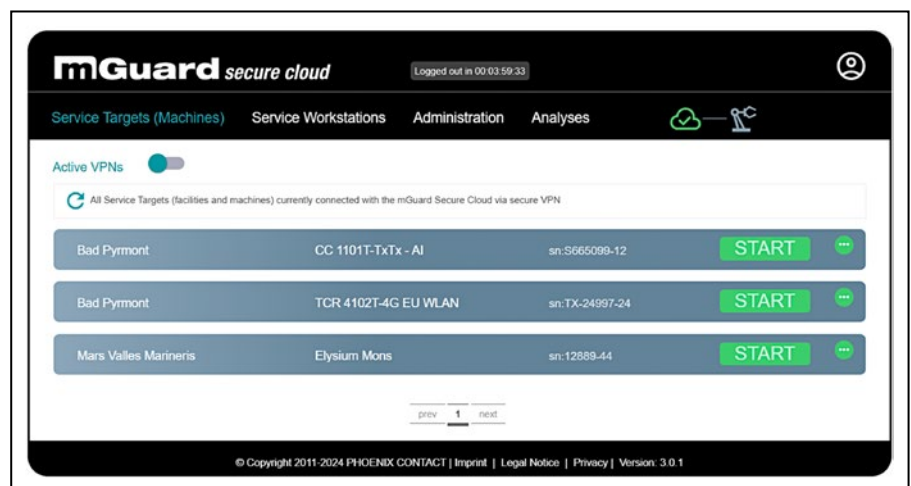 mGuard secure cloud
Logged out in 00:03:59:33
Service Targets (Machines) Service Workstations Administration Analyses
Active VPNs
All Service Targets (facilities and machines) currently connected with the mGuard Secure Cloud via secure VPN
Bad Pyrmont CC 1101T-TxTx - AI sn:S665099-12 START
Bad Pyrmont TCR 4102T-4G EU WLAN sn:TX-24997-24 START
Mars Valles Marineris Elysium Mons sn:12889-44 START
prev 1 next
© Copyright 2011-2024 PHOENIX CONTACT | Imprint | Legal Notice | Privacy | Version: 3.0.1